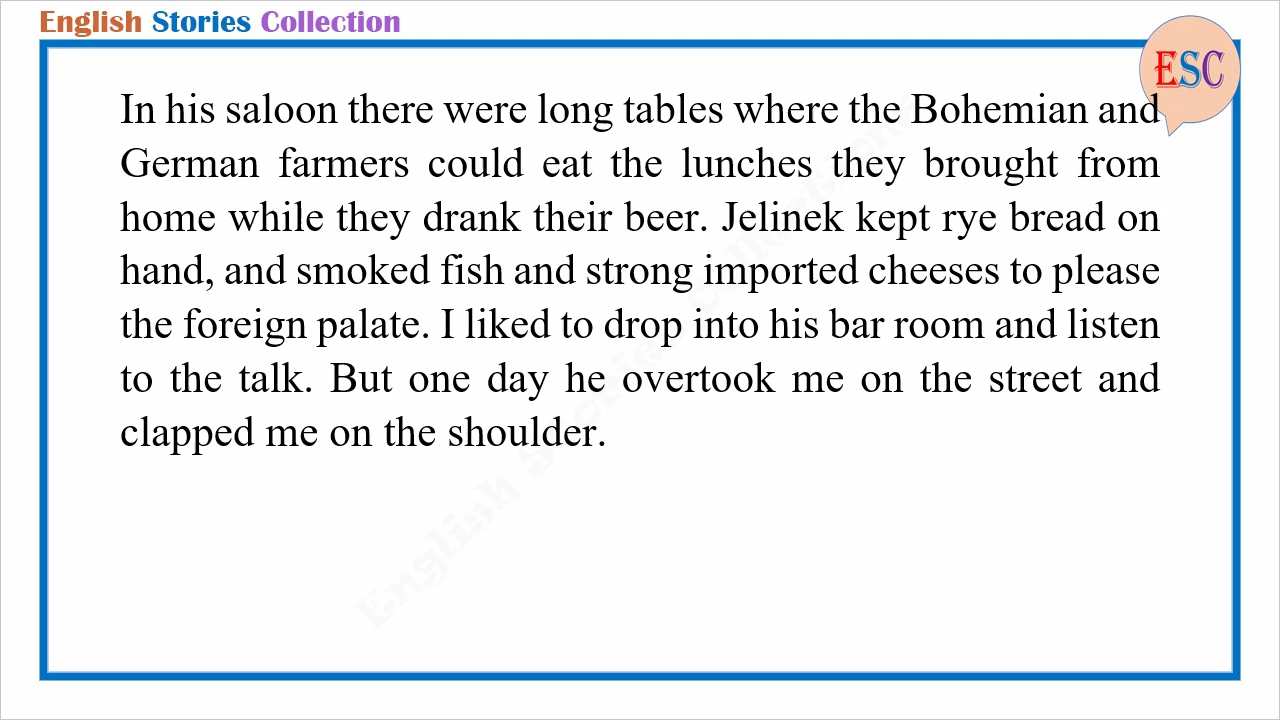 English Stories Collection
ESC
In his saloon there were long tables where the Bohemian and
German farmers could eat the lunches they brought from
home while they drank their beer. Jelinek kept rye bread on
hand, and smoked fish and strong imported cheeses to please
the foreign palate. I liked to drop into his bar room and listen
to the talk. But one day he overtook me on the street and
clapped me on the shoulder.
English Stories Collection